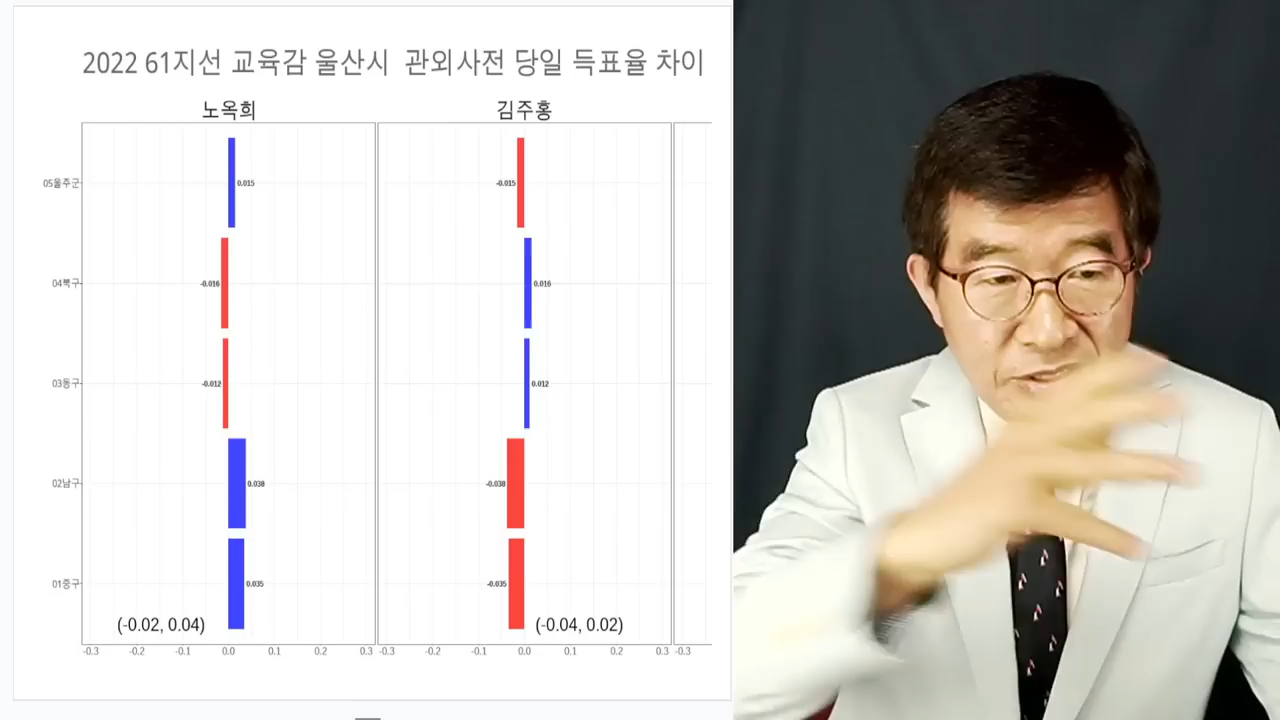 2022 61지선 교육감 울산시 관외사전 당일 득표율 차이
노옥희 김주홍
05울주군 0.015 -0.015
04북구 -0.016 0.016
03동구 -0.012 0.012
02남구 0.038 -0.038
01중구 0.035 -0.035
(-0.02, 0.04) (-0.04, 0.02)
-0.3 -0.2 -0.1 0.0 0.1 0.2 0.3 -0.3 -0.2 -0.1 0.0 0.1 0.2 0.3 -0.3